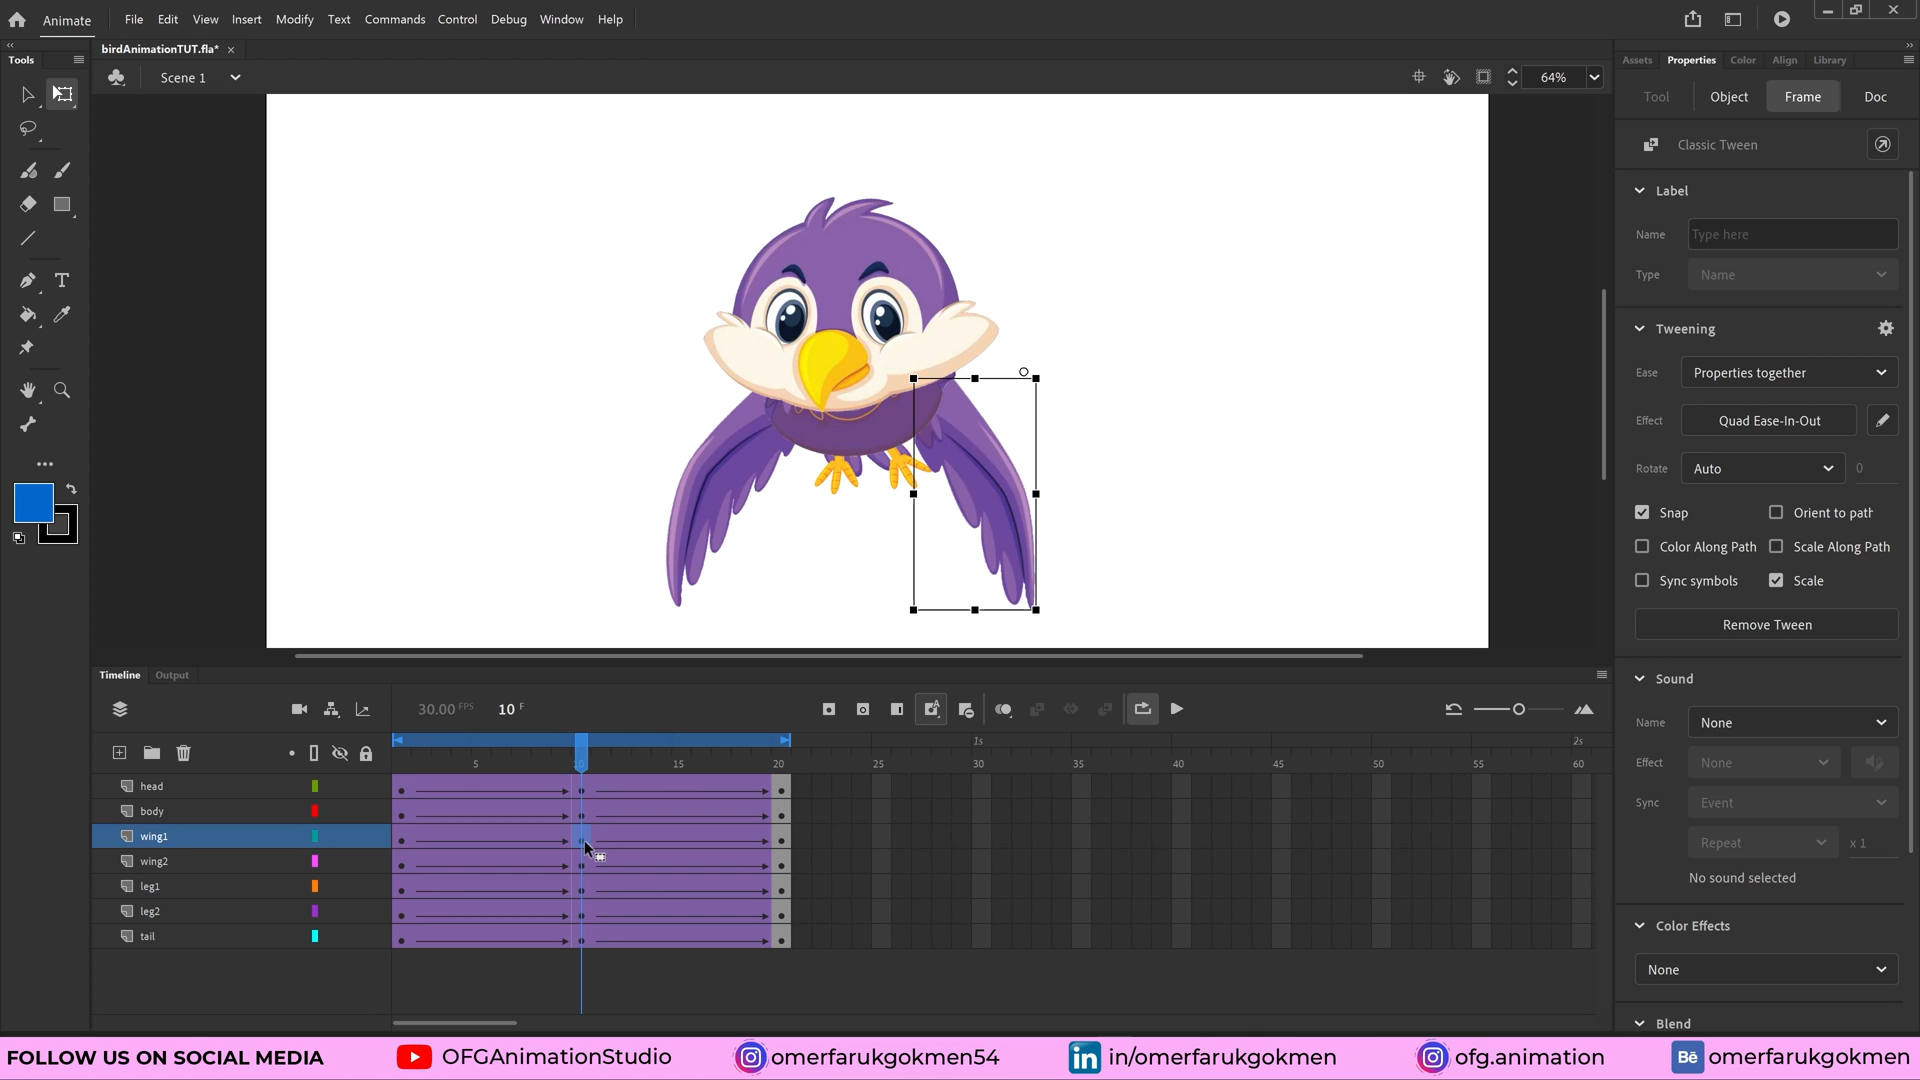 Animate File Edit View Insert Modify Text Commands Control Debug Window Help
birdAnimationTUT.fla*
Tools
Scene 1
64%
Assets Properties Color Align Library
Tool Object Frame Doc
Classic Tween
Label
Name Type here
Type Name
Tweening
Ease Properties together
Effect Quad Ease-In-Out
Rotate Auto 0
Snap Orient to path
Color Along Path Scale Along Path
Sync symbols Scale
Remove Tween
Sound
Name None
Effect None
Sync Event
Repeat x 1
No sound selected
Color Effects
None
Blend
Timeline Output
30.00 FPS 10 F
1s 2s
5 10 15 20 25 30 35 40 45 50 55 60
head
body
wing1
wing2
leg1
leg2
tail
FOLLOW US ON SOCIAL MEDIA OFGAnimationStudio omerfarukgokmen54 in/omerfarukgokmen ofg.animation omerfarukgokmen